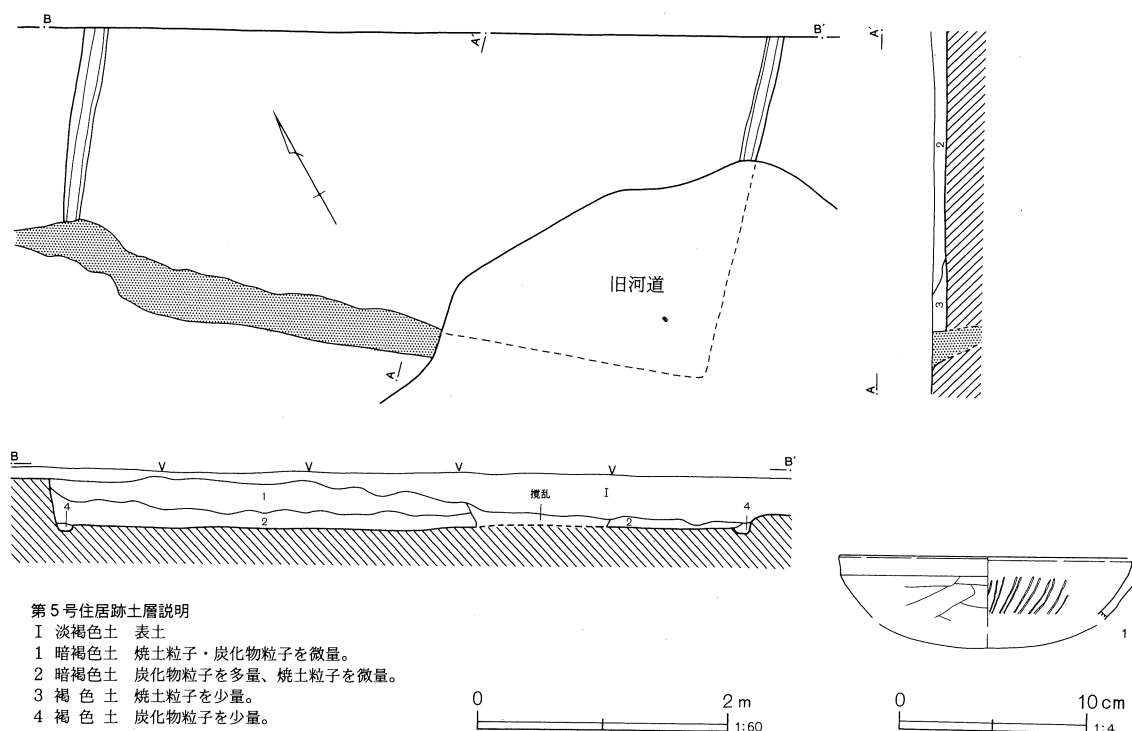 B
A′
B′
旧河道
A
A′
2
3
A
B
B′
1
攪乱
I
4
2
2
4
1
第5号住居跡土層説明
I 淡褐色土 表土
1 暗褐色土 焼土粒子・炭化物粒子を微量。
2 暗褐色土 炭化物粒子を多量、焼土粒子を微量。
3 褐色土 焼土粒子を少量。
4 褐色土 炭化物粒子を少量。
0 2m
1:60
0 10cm
1:4